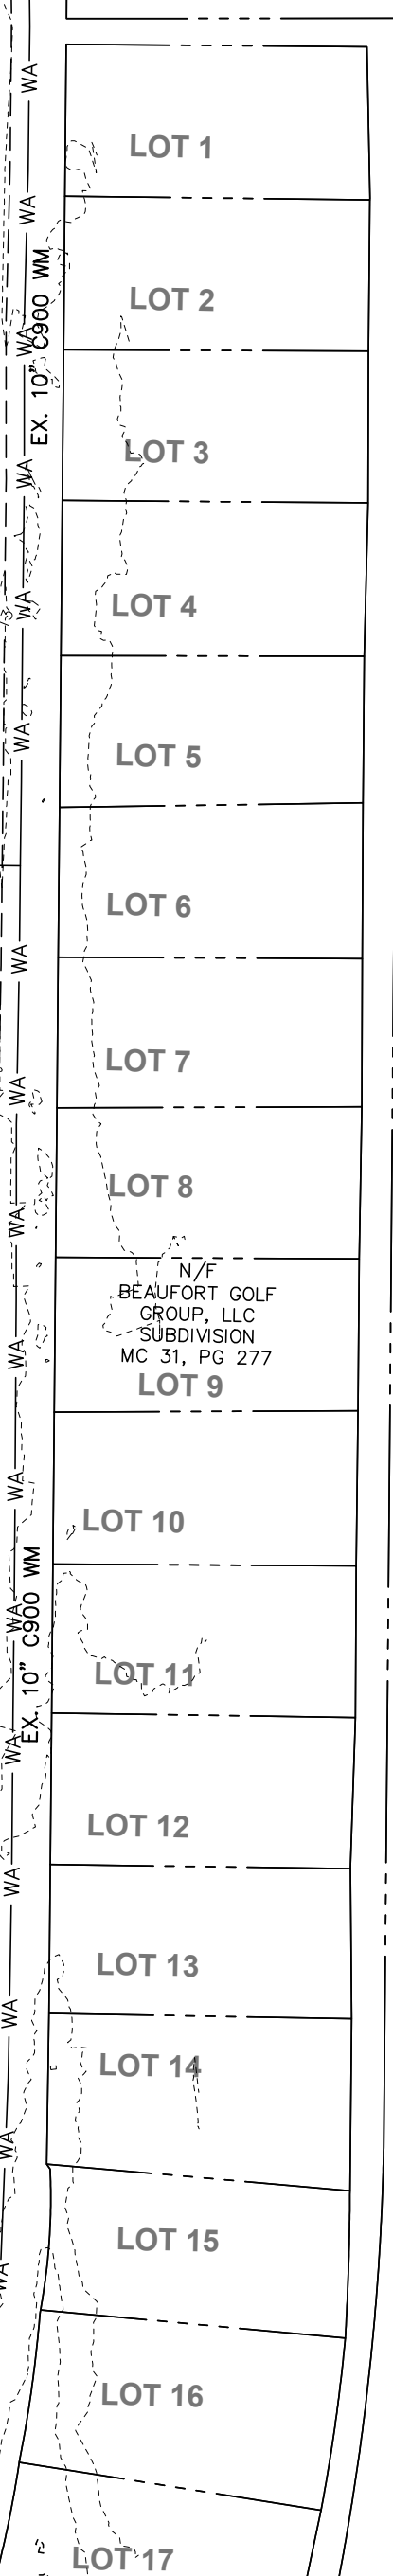 WA
LOT 1
WA
EX. 10" C900 WM
LOT 2
WA
LOT 3
WA
LOT 4
WA
LOT 5
WA
LOT 6
WA
LOT 7
WA
LOT 8
WA
N/F
BEAUFORT GOLF
GROUP, LLC
SUBDIVISION
MC 31, PG 277
WA
LOT 9
WA
LOT 10
EX. 10" C900 WM
WA
LOT 11
WA
LOT 12
WA
LOT 13
WA
LOT 14
WA
LOT 15
WA
LOT 16
LOT 17